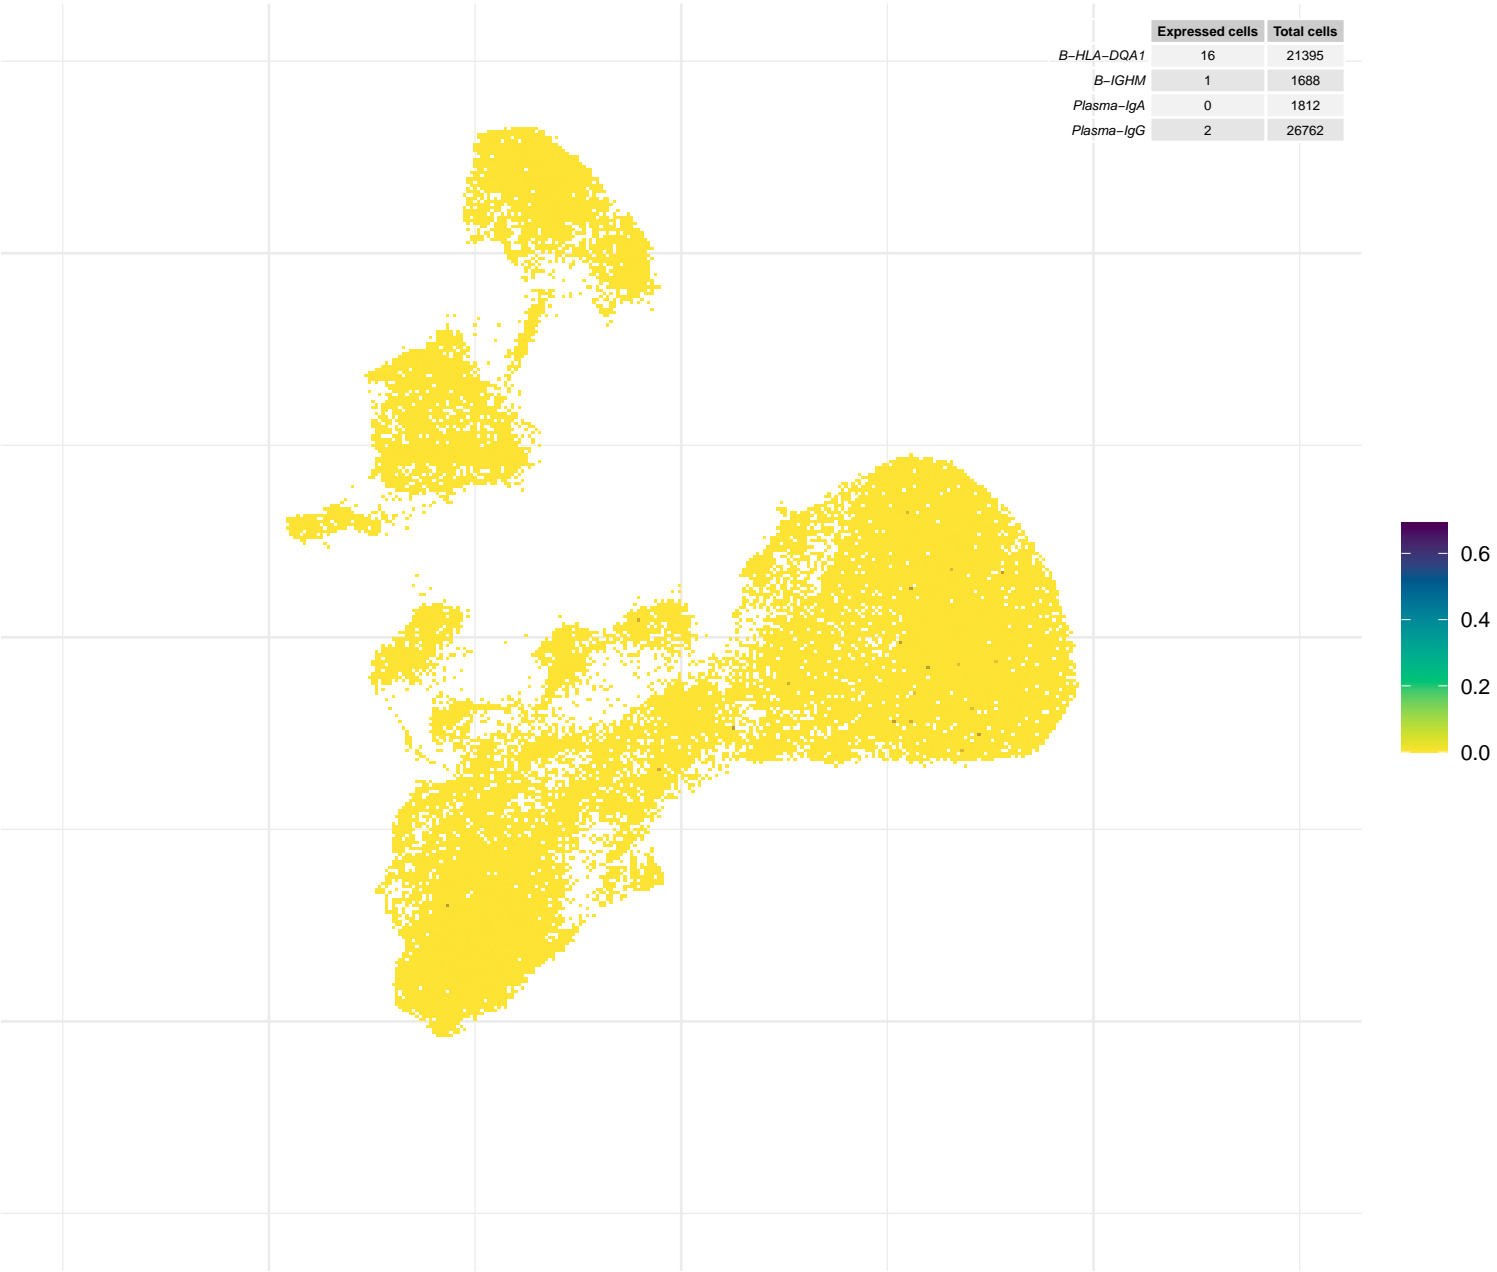 Expressed cells Total cells
B−HLA−DQA1 16 21395
B−IGHM 1 1688
Plasma−IgA 0 1812
Plasma−IgG 2 26762
0.6
0.4
0.2
0.0